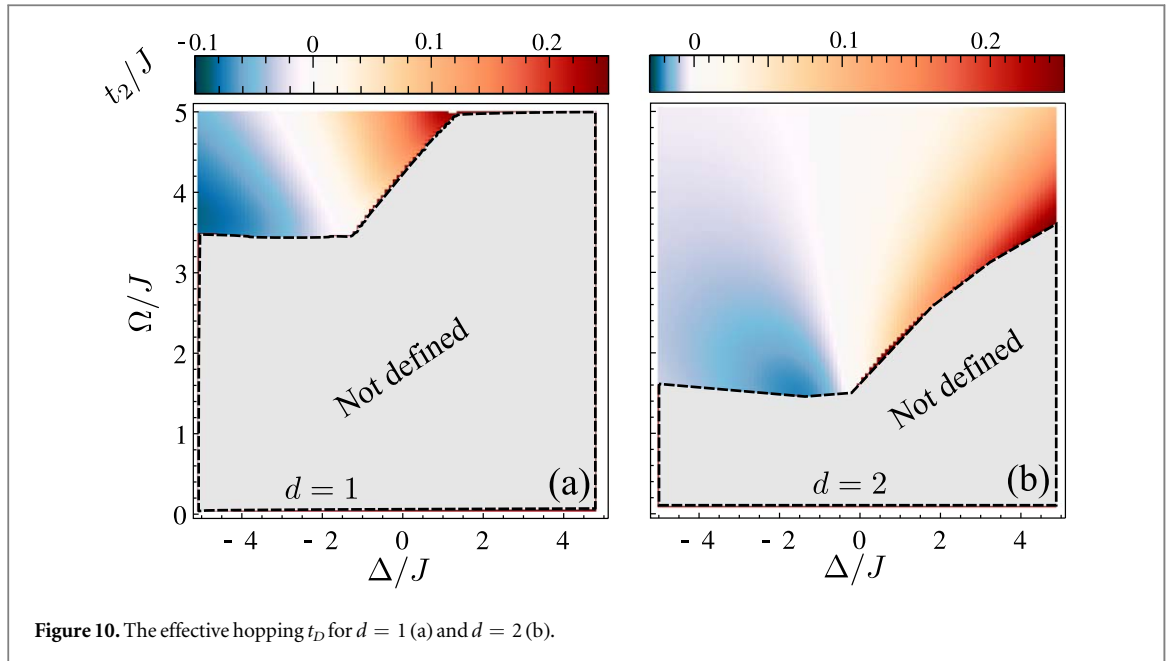 -0.1 0 0.1 0.2
0 0.1 0.2
t₂/J
5
4
3
2
1
0
Ω/J
Not defined
d = 1
(a)
Not defined
d = 2
(b)
- 4 - 2 0 2 4
- 4 - 2 0 2 4
Δ/J
Δ/J
Figure 10. The effective hopping t_D for d = 1 (a) and d = 2 (b).